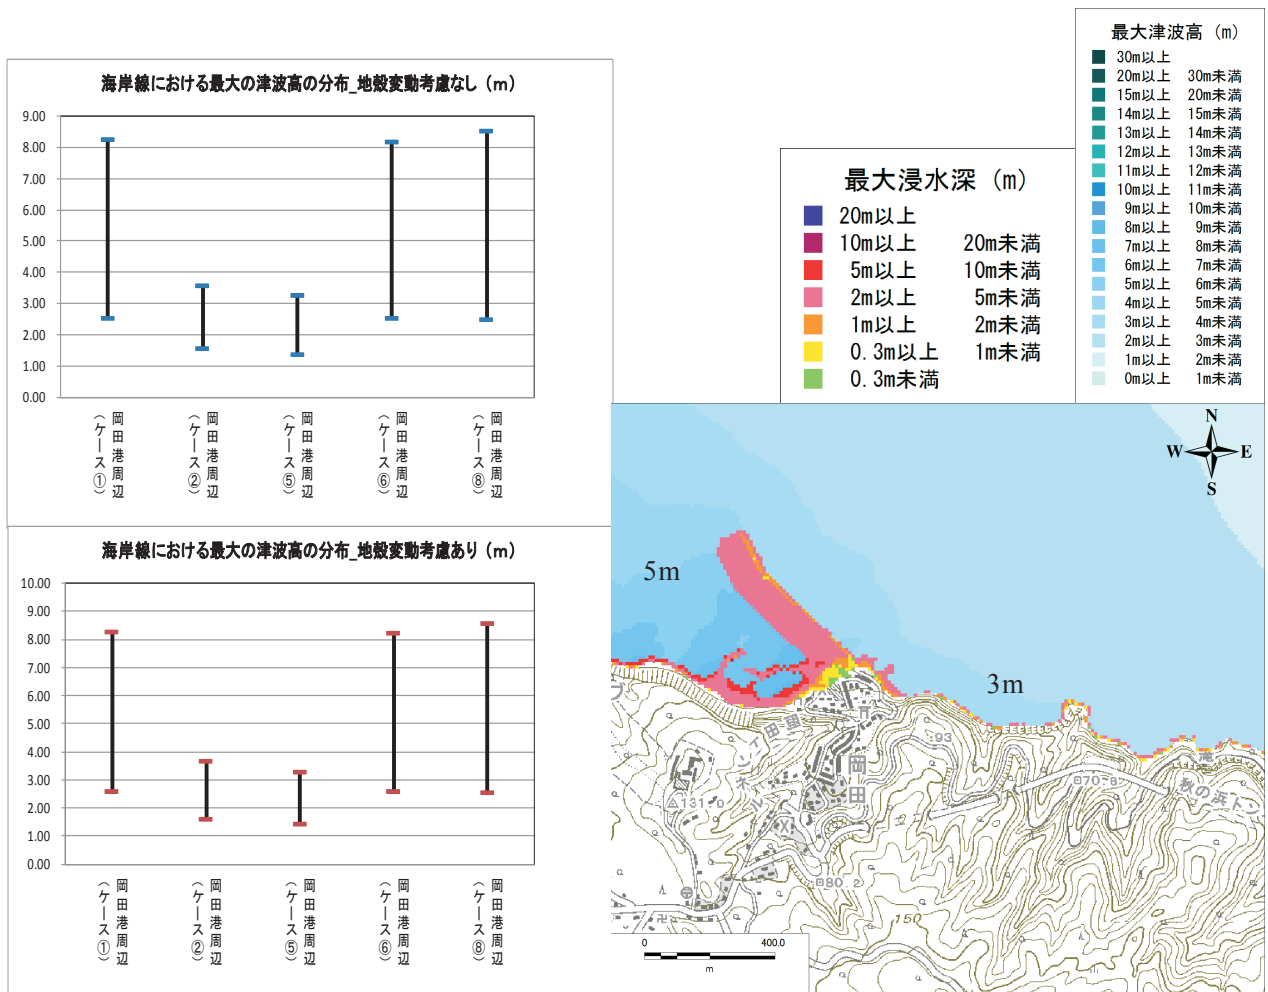 海岸線における最大の津波高の分布_地殻変動考慮なし（m）
9.00
8.00
7.00
6.00
5.00
4.00
3.00
2.00
1.00
0.00
岡田港周辺
（ケース①）
岡田港周辺
（ケース②）
岡田港周辺
（ケース⑤）
岡田港周辺
（ケース⑥）
岡田港周辺
（ケース⑧）
海岸線における最大の津波高の分布_地殻変動考慮あり（m）
10.00
9.00
8.00
7.00
6.00
5.00
4.00
3.00
2.00
1.00
0.00
岡田港周辺
（ケース①）
岡田港周辺
（ケース②）
岡田港周辺
（ケース⑤）
岡田港周辺
（ケース⑥）
岡田港周辺
（ケース⑧）
最大浸水深（m）
20m以上
10m以上 20m未満
5m以上 10m未満
2m以上 5m未満
1m以上 2m未満
0.3m以上 1m未満
0.3m未満
最大津波高（m）
30m以上
20m以上 30m未満
15m以上 20m未満
14m以上 15m未満
13m以上 14m未満
12m以上 13m未満
11m以上 12m未満
10m以上 11m未満
9m以上 10m未満
8m以上 9m未満
7m以上 8m未満
6m以上 7m未満
5m以上 6m未満
4m以上 5m未満
3m以上 4m未満
2m以上 3m未満
1m以上 2m未満
0m以上 1m未満
N
W E
S
5m
3m
岡田
93
70.8
秋の浜トン
131.0
80.2
150
0 400.0
m